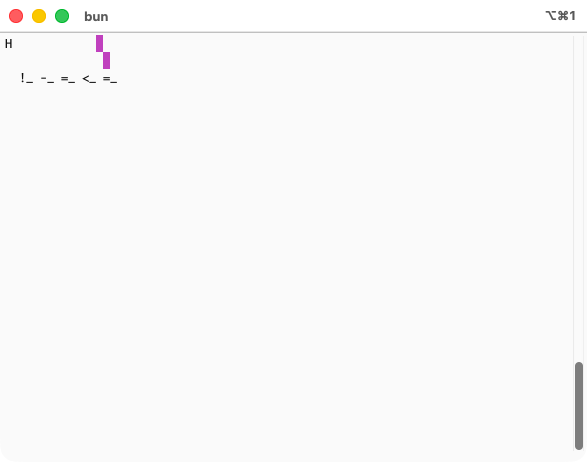 bun
⌥⌘1
H
!_ -_ =_ <_ =_